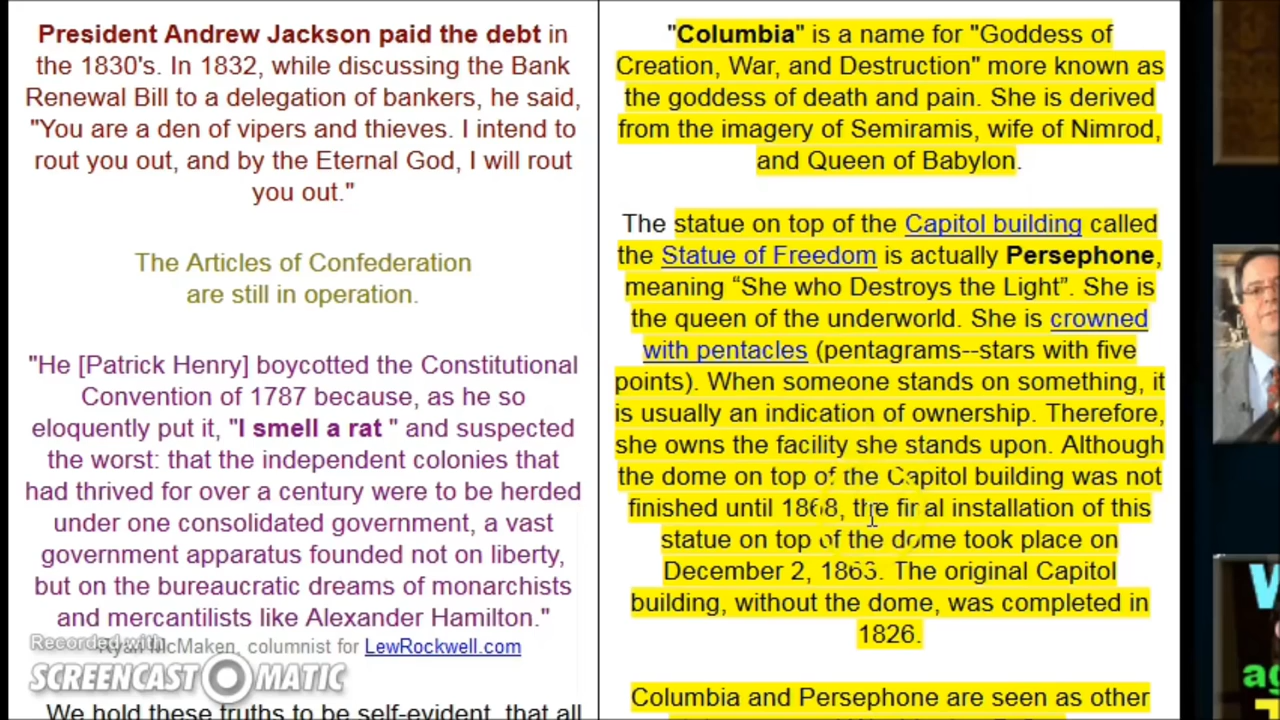 President Andrew Jackson paid the debt in
the 1830's. In 1832, while discussing the Bank
Renewal Bill to a delegation of bankers, he said,
"You are a den of vipers and thieves. I intend to
rout you out, and by the Eternal God, I will rout
you out."
The Articles of Confederation
are still in operation.
"He [Patrick Henry] boycotted the Constitutional
Convention of 1787 because, as he so
eloquently put it, "I smell a rat " and suspected
the worst: that the independent colonies that
had thrived for over a century were to be herded
under one consolidated government, a vast
government apparatus founded not on liberty,
but on the bureaucratic dreams of monarchists
and mercantilists like Alexander Hamilton."
Ryan McMaken, columnist for LewRockwell.com
We hold these truths to be self-evident, that all
"Columbia" is a name for "Goddess of
Creation, War, and Destruction" more known as
the goddess of death and pain. She is derived
from the imagery of Semiramis, wife of Nimrod,
and Queen of Babylon.
The statue on top of the Capitol building called
the Statue of Freedom is actually Persephone,
meaning “She who Destroys the Light”. She is
the queen of the underworld. She is crowned
with pentacles (pentagrams--stars with five
points). When someone stands on something, it
is usually an indication of ownership. Therefore,
she owns the facility she stands upon. Although
the dome on top of the Capitol building was not
finished until 1868, the final installation of this
statue on top of the dome took place on
December 2, 1863. The original Capitol
building, without the dome, was completed in
1826.
Columbia and Persephone are seen as other
Recorded with
SCREENCAST MATIC